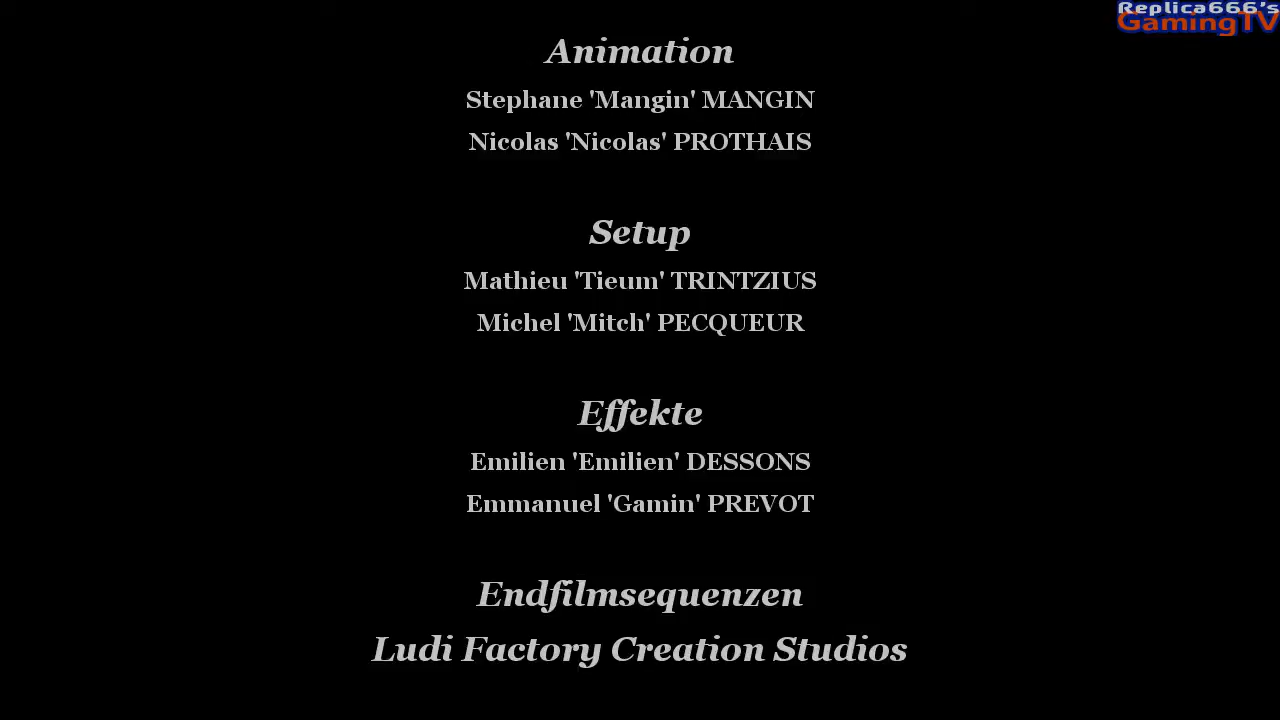 Replica666's
GamingTV
Animation
Stephane 'Mangin' MANGIN
Nicolas 'Nicolas' PROTHAIS
Setup
Mathieu 'Tieum' TRINTZIUS
Michel 'Mitch' PECQUEUR
Effekte
Emilien 'Emilien' DESSONS
Emmanuel 'Gamin' PREVOT
Endfilmsequenzen
Ludi Factory Creation Studios